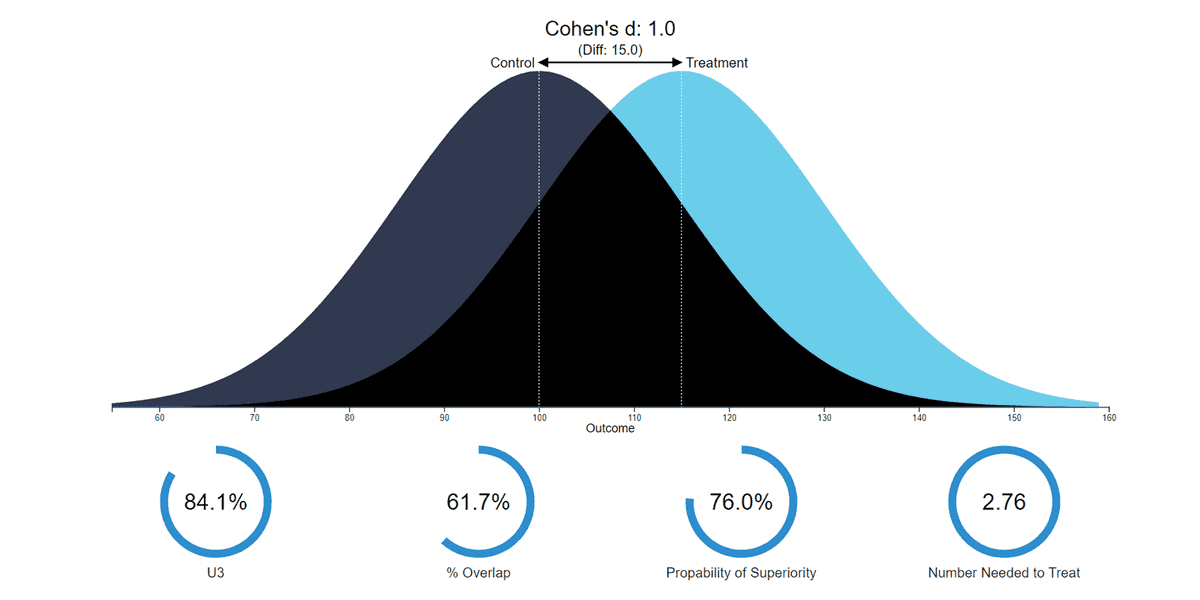 Cohen's d: 1.0
(Diff: 15.0)
Control Treatment
60 70 80 90 100 110 120 130 140 150 160
Outcome
84.1% 61.7% 76.0% 2.76
U3 % Overlap Propability of Superiority Number Needed to Treat